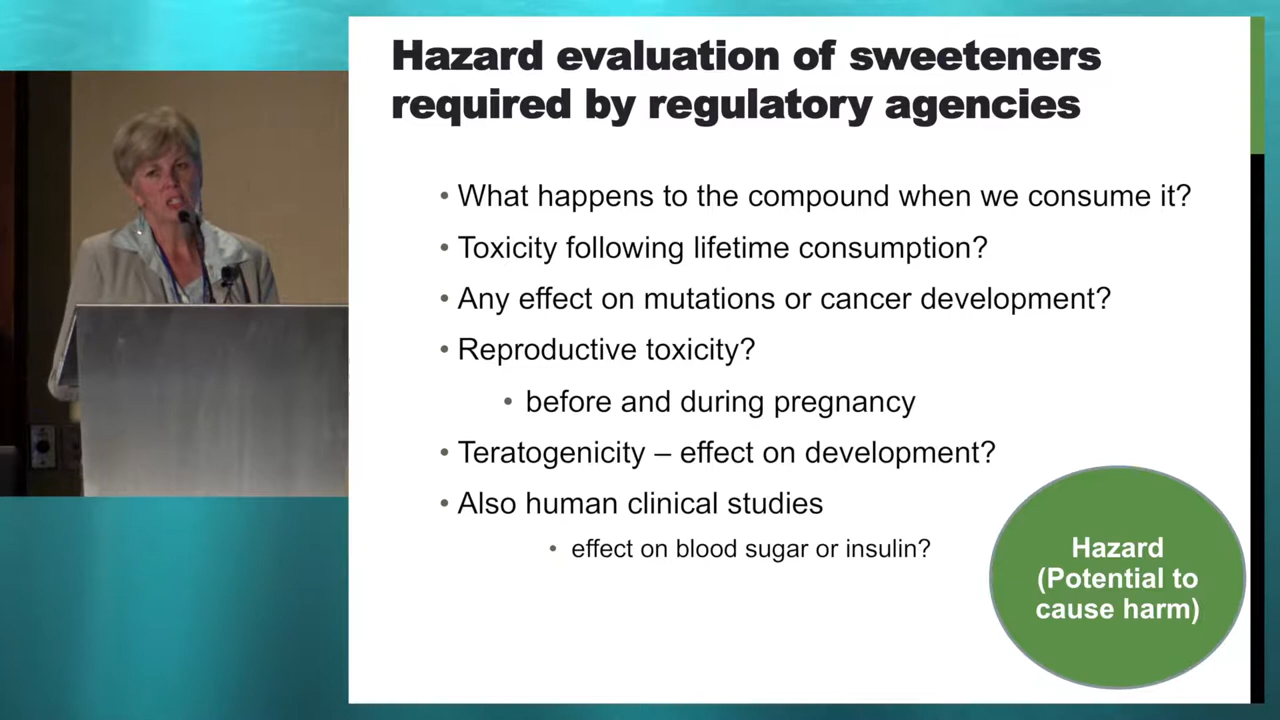 Hazard evaluation of sweeteners
required by regulatory agencies
• What happens to the compound when we consume it?
• Toxicity following lifetime consumption?
• Any effect on mutations or cancer development?
• Reproductive toxicity?
• before and during pregnancy
• Teratogenicity – effect on development?
• Also human clinical studies
• effect on blood sugar or insulin?
Hazard
(Potential to
cause harm)